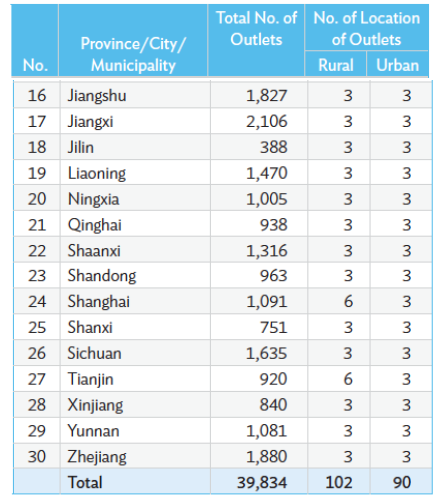 Total No. of No. of Location
Province/City/ Outlets of Outlets
No. Municipality Rural Urban
16 Jiangshu 1,827 3 3
17 Jiangxi 2,106 3 3
18 Jilin 388 3 3
19 Liaoning 1,470 3 3
20 Ningxia 1,005 3 3
21 Qinghai 938 3 3
22 Shaanxi 1,316 3 3
23 Shandong 963 3 3
24 Shanghai 1,091 6 3
25 Shanxi 751 3 3
26 Sichuan 1,635 3 3
27 Tianjin 920 6 3
28 Xinjiang 840 3 3
29 Yunnan 1,081 3 3
30 Zhejiang 1,880 3 3
Total 39,834 102 90